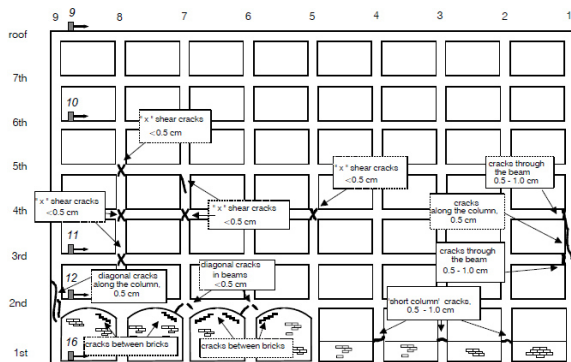 9
9 8 7 6 5 4 3 2 1
roof
7th
10
" x " shear cracks
<0.5 cm
6th
5th
" x " shear cracks
<0.5 cm
cracks through
the beam
0.5 - 1.0 cm
" x " shear cracks
<0.5 cm
4th
" x " shear cracks
<0.5 cm
cracks
along the column,
0.5 cm
11
3rd
diagonal cracks
along the column,
0.5 cm
diagonal cracks
in beams
<0.5 cm
cracks through
the beam
0.5 - 1.0 cm
12
2nd
"short column" cracks,
0.5 - 1.0 cm
16
1st
cracks between bricks
cracks between bricks